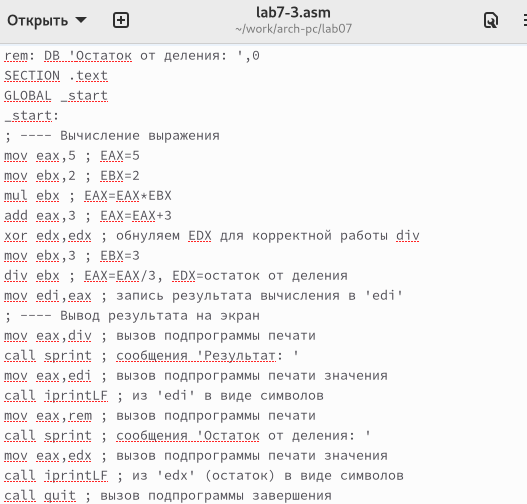 Открыть
lab7-3.asm
~/work/arch-pc/lab07
rem: DB 'Остаток от деления: ',0
SECTION .text
GLOBAL _start
_start:
; ---- Вычисление выражения
mov eax,5 ; EAX=5
mov ebx,2 ; EBX=2
mul ebx ; EAX=EAX*EBX
add eax,3 ; EAX=EAX+3
xor edx,edx ; обнуляем EDX для корректной работы div
mov ebx,3 ; EBX=3
div ebx ; EAX=EAX/3, EDX=остаток от деления
mov edi,eax ; запись результата вычисления в 'edi'
; ---- Вывод результата на экран
mov eax,div ; вызов подпрограммы печати
call sprint ; сообщения 'Результат: '
mov eax,edi ; вызов подпрограммы печати значения
call iprintLF ; из 'edi' в виде символов
mov eax,rem ; вызов подпрограммы печати
call sprint ; сообщения 'Остаток от деления: '
mov eax,edx ; вызов подпрограммы печати значения
call iprintLF ; из 'edx' (остаток) в виде символов
call quit ; вызов подпрограммы завершения